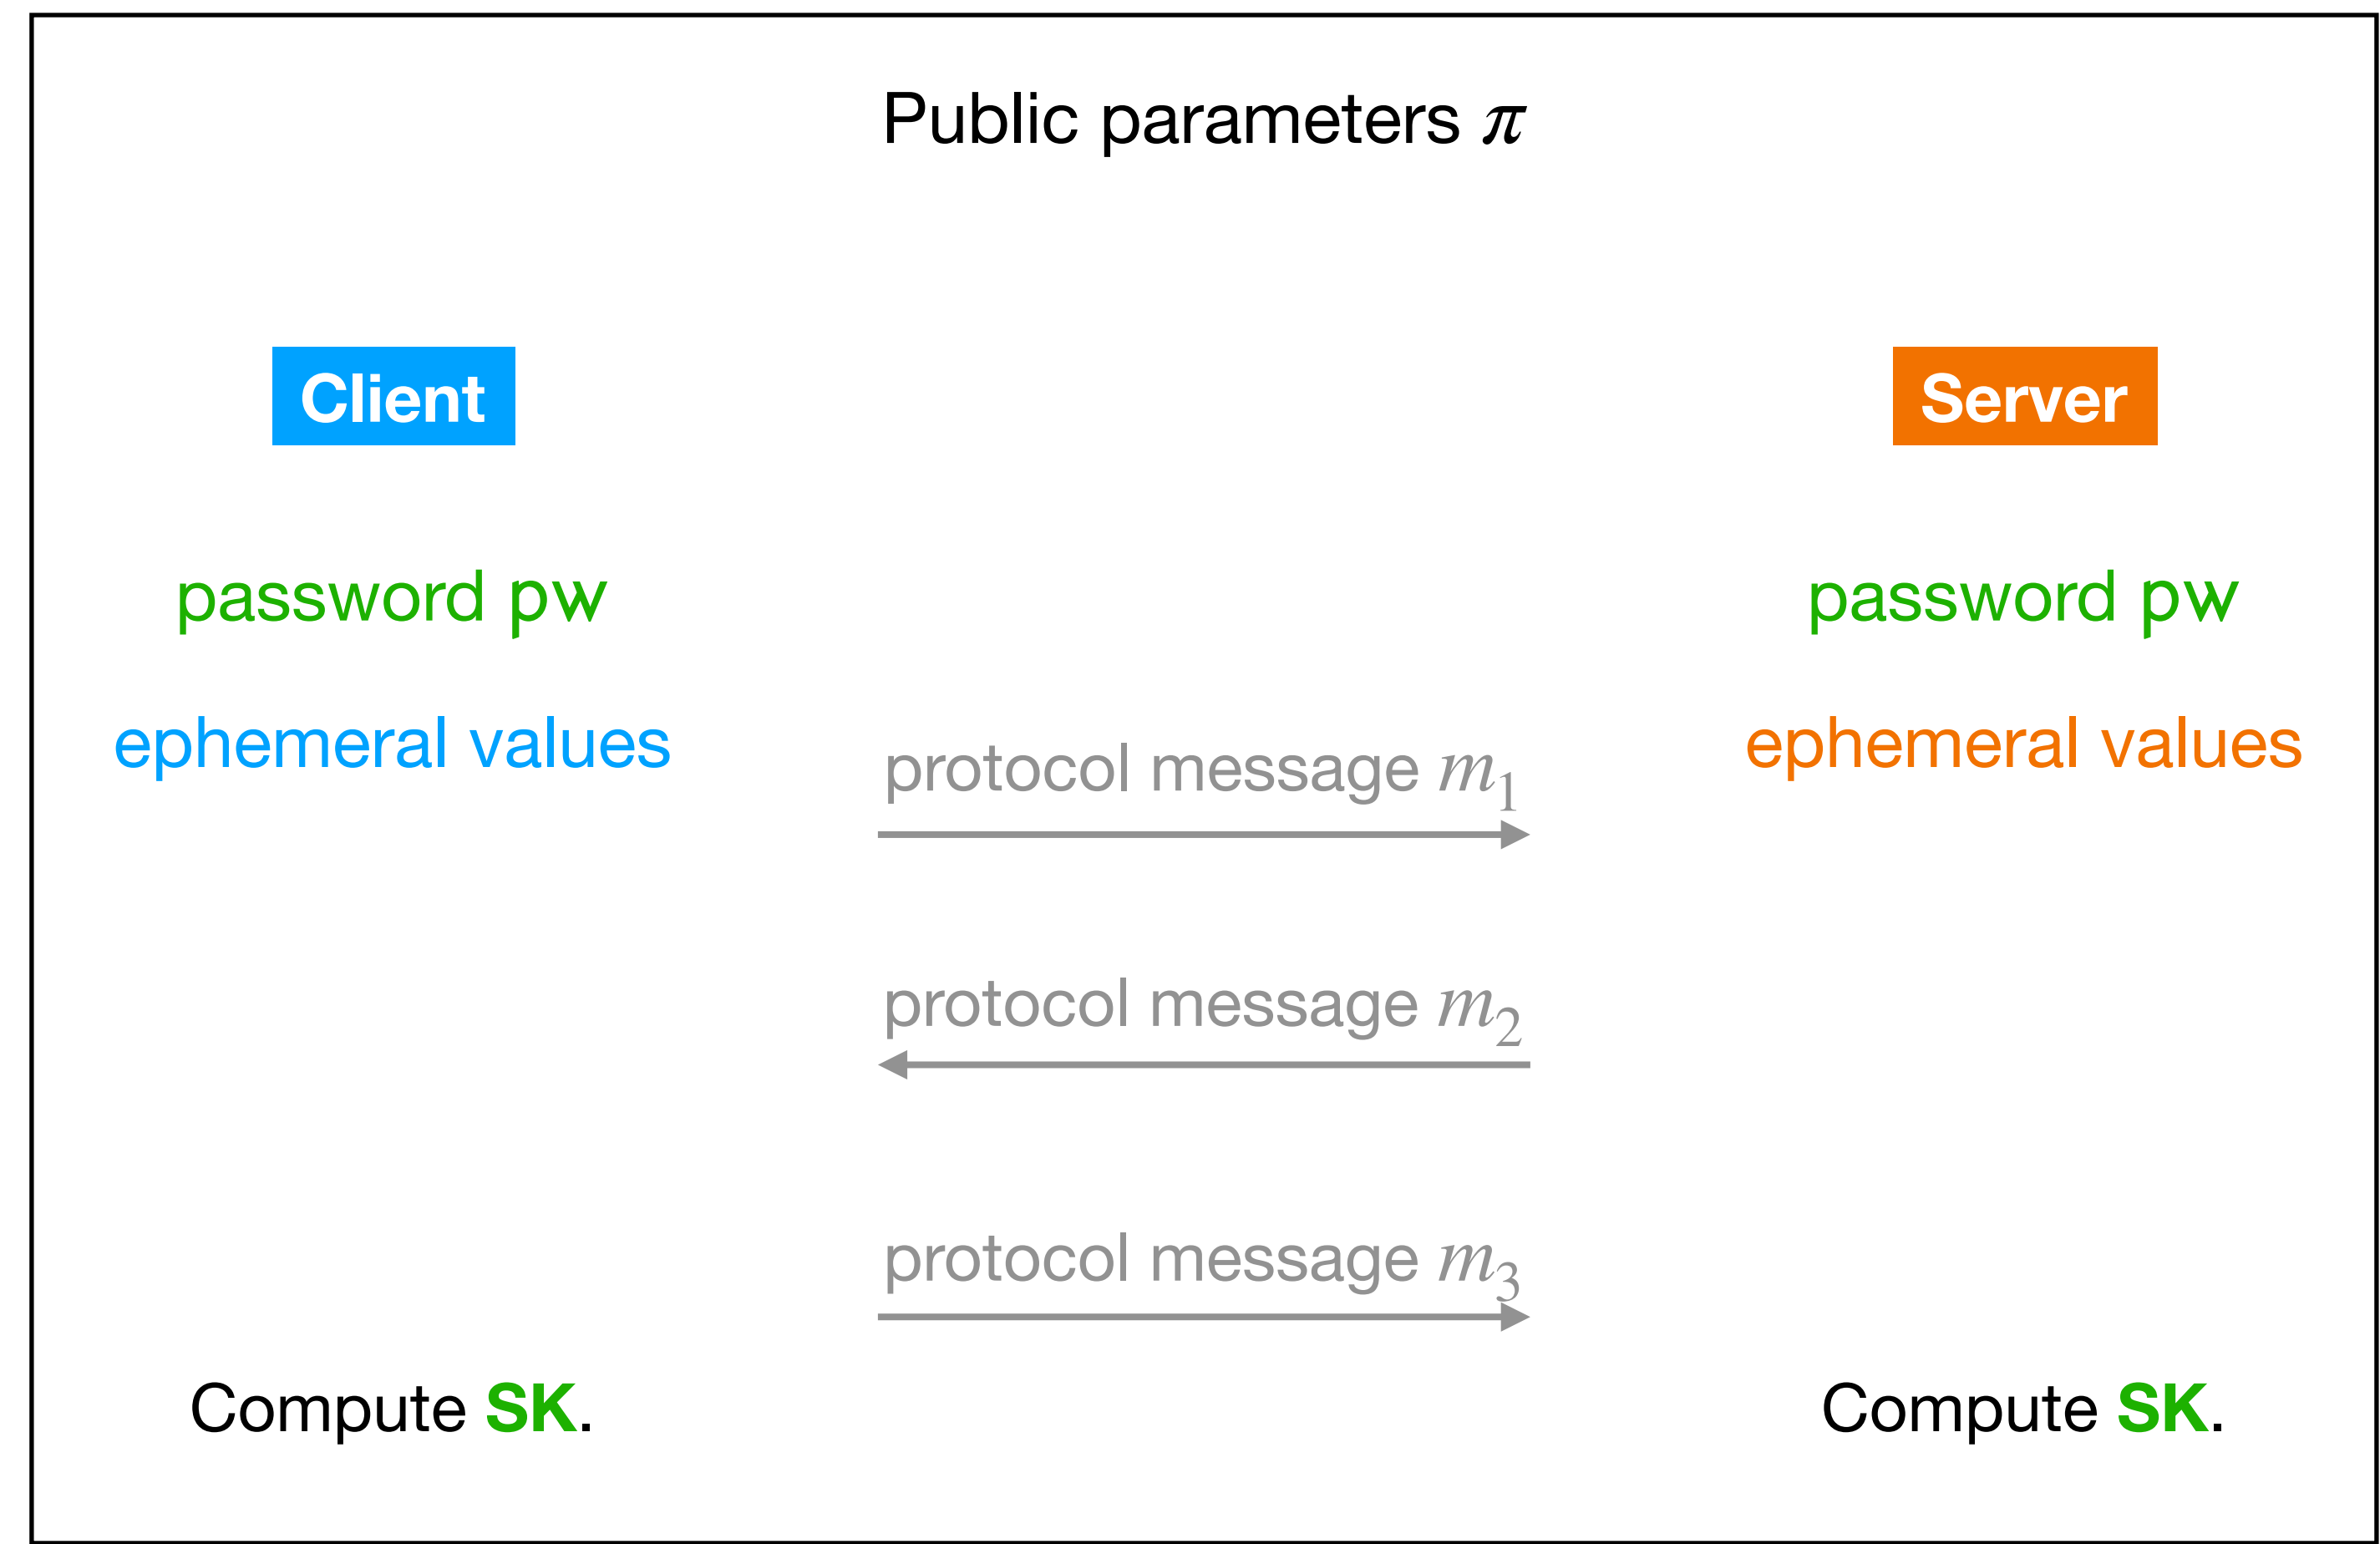 Public parameters π
Client
Server
password pw
password pw
ephemeral values
ephemeral values
protocol message m₁
protocol message m₂
protocol message m₃
Compute SK.
Compute SK.